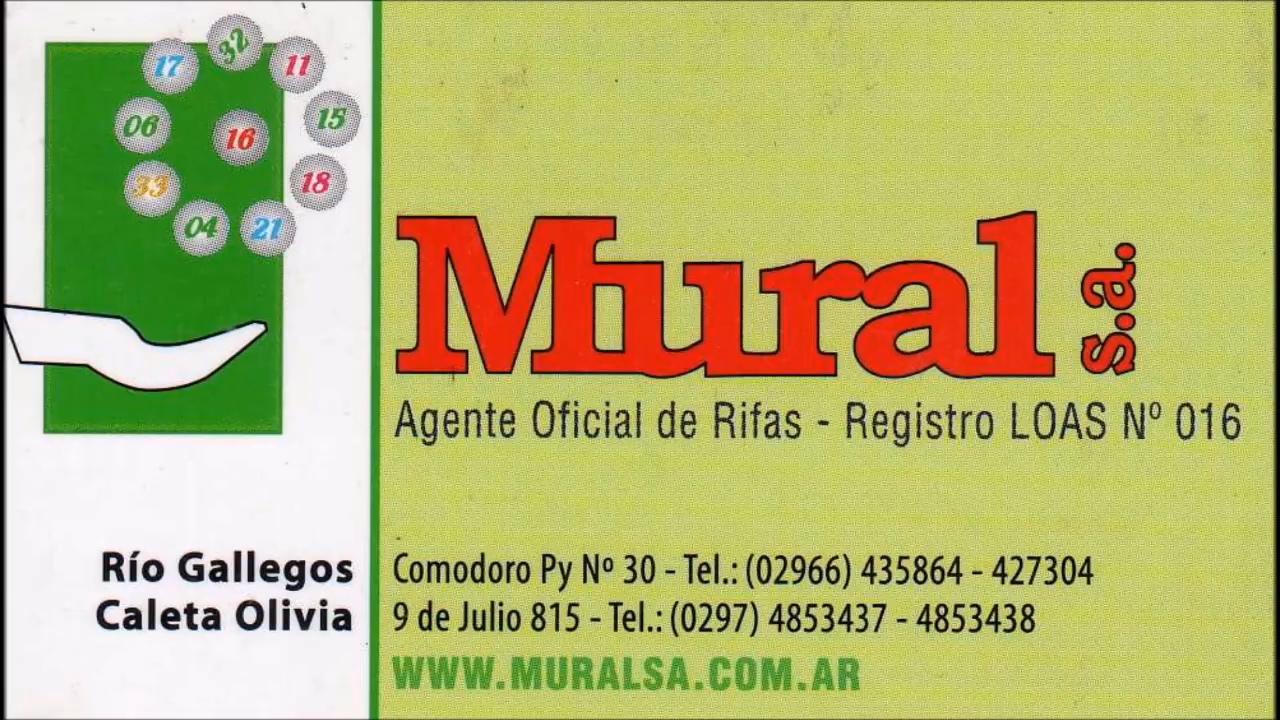 32
17
11
06
16
15
33
18
04
21
Mural s.a.
Agente Oficial de Rifas - Registro LOAS Nº 016
Río Gallegos
Comodoro Py Nº 30 - Tel.: (02966) 435864 - 427304
Caleta Olivia
9 de Julio 815 - Tel.: (0297) 4853437 - 4853438
WWW.MURALSA.COM.AR